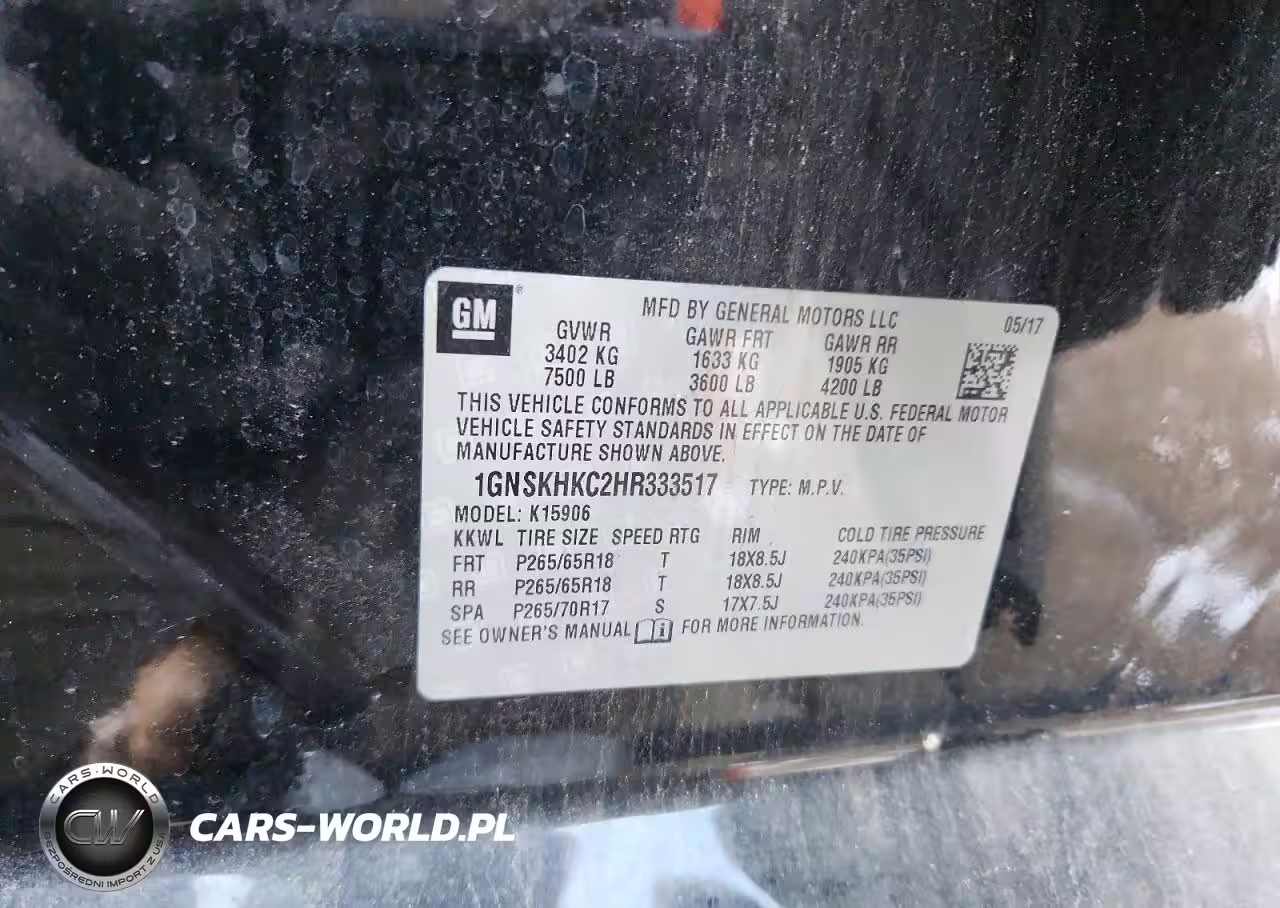 GM®
MFD BY GENERAL MOTORS LLC 05/17
GVWR GAWR FRT GAWR RR
3402 KG 1633 KG 1905 KG
7500 LB 3600 LB 4200 LB
THIS VEHICLE CONFORMS TO ALL APPLICABLE U.S. FEDERAL MOTOR
VEHICLE SAFETY STANDARDS IN EFFECT ON THE DATE OF
MANUFACTURE SHOWN ABOVE.
1GNSKHKC2HR333517 TYPE: M.P.V.
MODEL: K15906
KKWL TIRE SIZE SPEED RTG RIM COLD TIRE PRESSURE
FRT P265/65R18 T 18X8.5J 240KPA(35PSI)
RR P265/65R18 T 18X8.5J 240KPA(35PSI)
SPA P265/70R17 S 17X7.5J 240KPA(35PSI)
SEE OWNER'S MANUAL FOR MORE INFORMATION.
CARS-WORLD
CW
BEZPOŚREDNI IMPORT Z USA
CARS-WORLD.PL